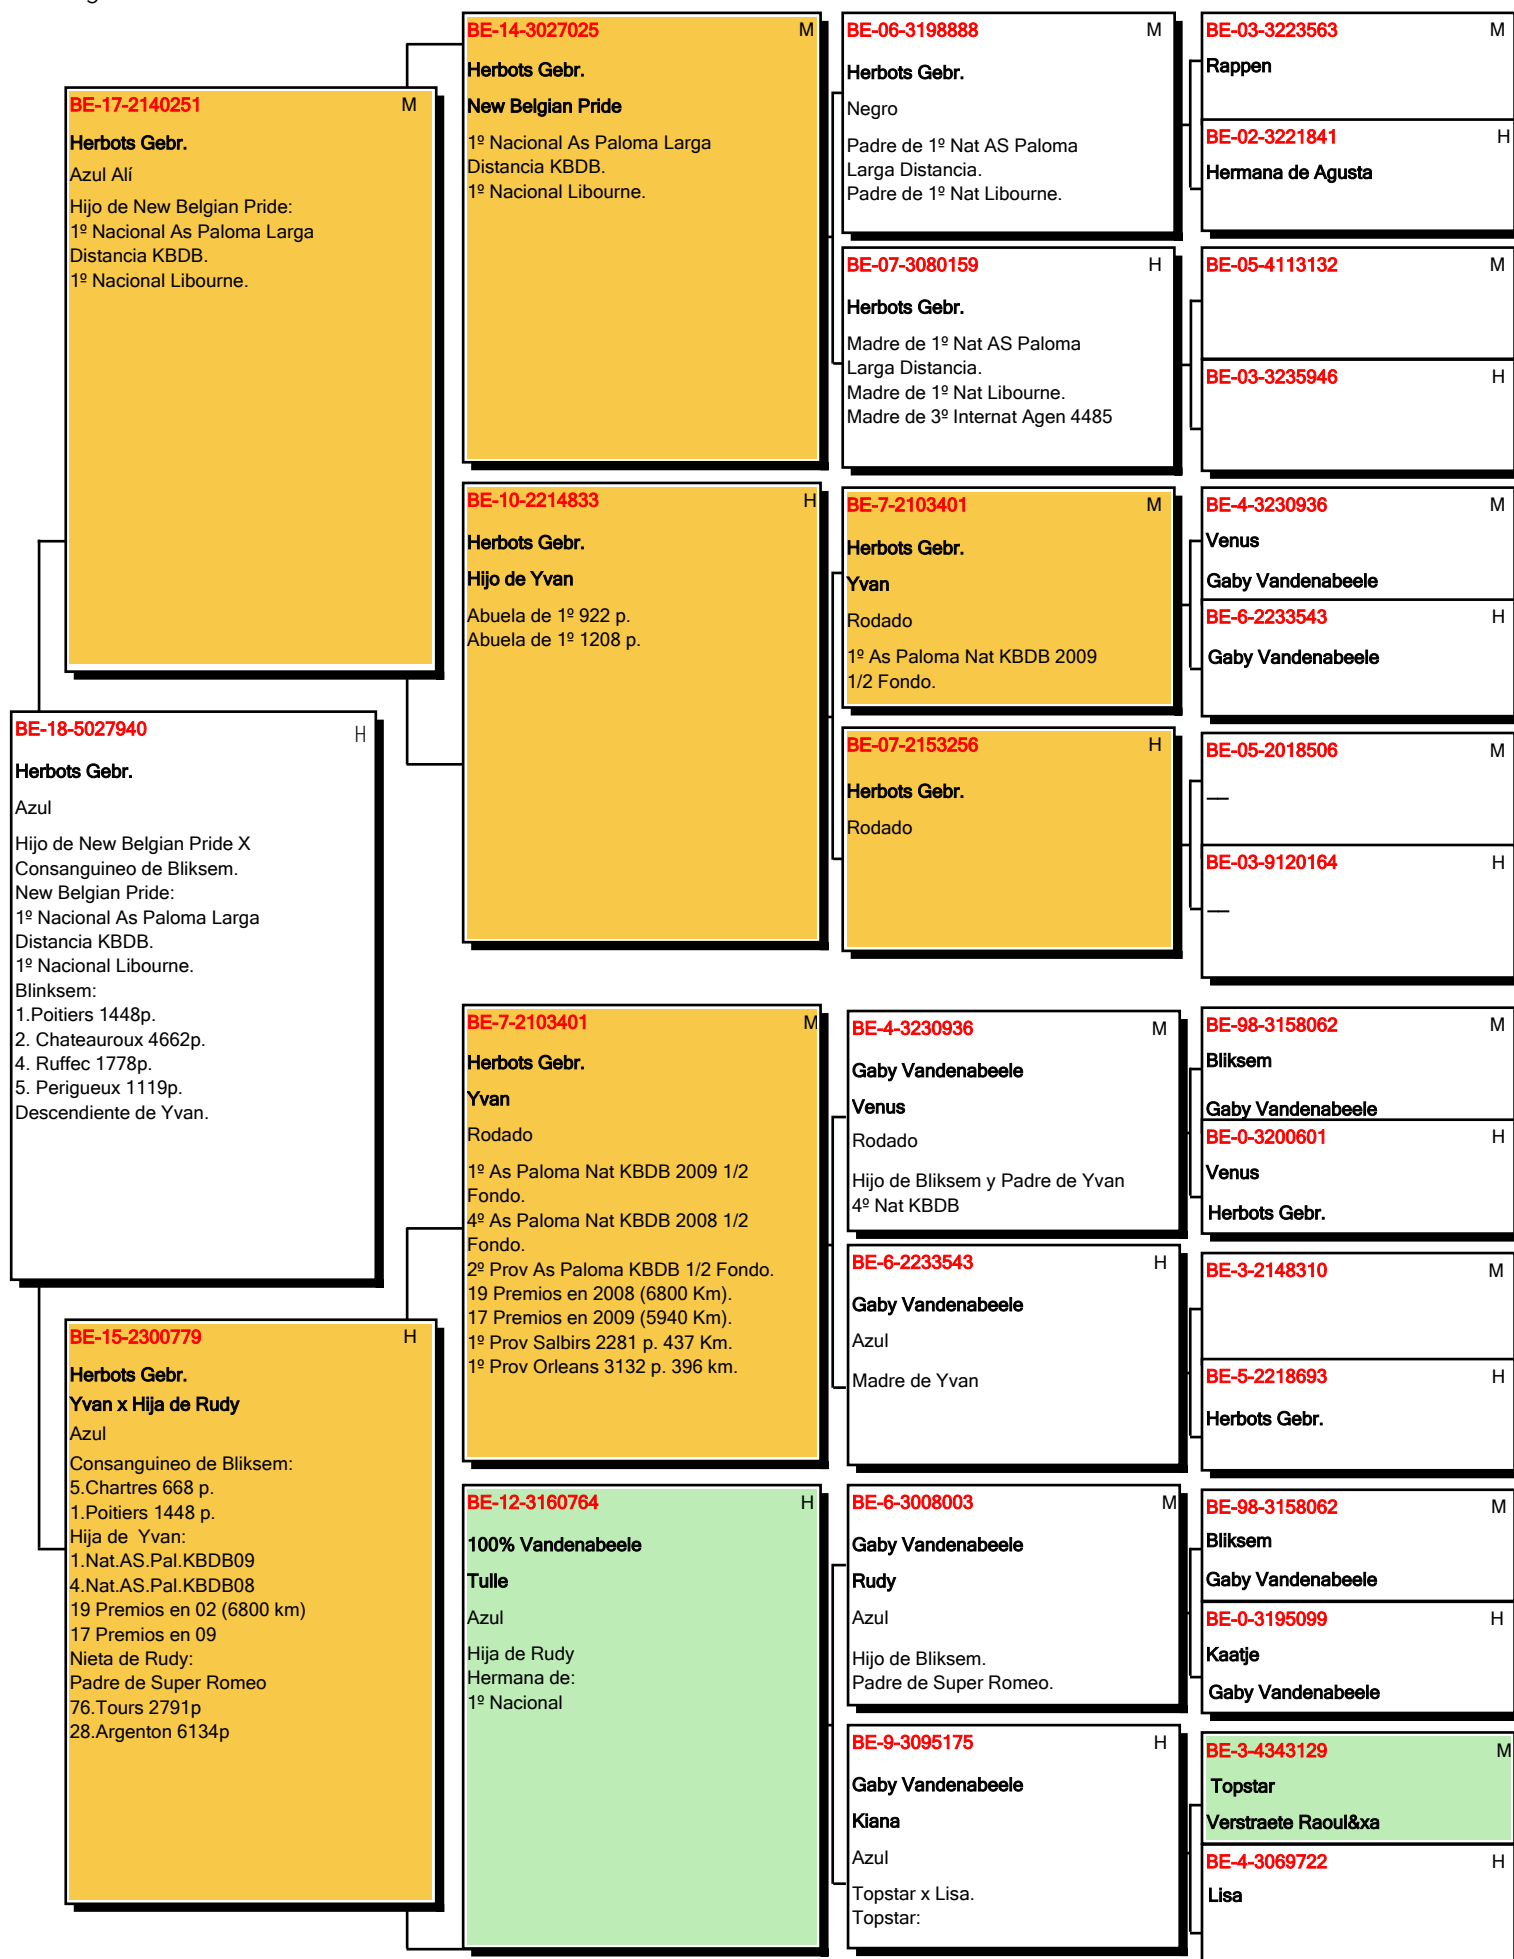 BE-18-5027940 H
Herbots Gebr.
Azul
Hijo de New Belgian Pride X
Consanguineo de Bliksem.
New Belgian Pride:
1º Nacional As Paloma Larga
Distancia KBDB.
1º Nacional Libourne.
Blinksem:
1.Poitiers 1448p.
2. Chateauroux 4662p.
4. Ruffec 1778p.
5. Perigueux 1119p.
Descendiente de Yvan.
BE-17-2140251 M
Herbots Gebr.
Azul Alí
Hijo de New Belgian Pride:
1º Nacional As Paloma Larga
Distancia KBDB.
1º Nacional Libourne.
BE-15-2300779 H
Herbots Gebr.
Yvan x Hija de Rudy
Azul
Consanguineo de Bliksem:
5.Chartres 668 p.
1.Poitiers 1448 p.
Hija de  Yvan:
1.Nat.AS.Pal.KBDB09
4.Nat.AS.Pal.KBDB08
19 Premios en 02 (6800 km)
17 Premios en 09
Nieta de Rudy:
Padre de Super Romeo
76.Tours 2791p
28.Argenton 6134p
BE-14-3027025 M
Herbots Gebr.
New Belgian Pride
1º Nacional As Paloma Larga
Distancia KBDB.
1º Nacional Libourne.
BE-10-2214833 H
Herbots Gebr.
Hijo de Yvan
Abuela de 1º 922 p.
Abuela de 1º 1208 p.
BE-7-2103401 M
Herbots Gebr.
Yvan
Rodado
1º As Paloma Nat KBDB 2009 1/2
Fondo.
4º As Paloma Nat KBDB 2008 1/2
Fondo.
2º Prov As Paloma KBDB 1/2 Fondo.
19 Premios en 2008 (6800 Km).
17 Premios en 2009 (5940 Km).
1º Prov Salbirs 2281 p. 437 Km.
1º Prov Orleans 3132 p. 396 km.
BE-12-3160764 H
100% Vandenabeele
Tulle
Azul
Hija de Rudy
Hermana de:
1º Nacional
BE-06-3198888 M
Herbots Gebr.
Negro
Padre de 1º Nat AS Paloma
Larga Distancia.
Padre de 1º Nat Libourne.
BE-07-3080159 H
Herbots Gebr.
Madre de 1º Nat AS Paloma
Larga Distancia.
Madre de 1º Nat Libourne.
Madre de 3º Internat Agen 4485
BE-7-2103401 M
Herbots Gebr.
Yvan
Rodado
1º As Paloma Nat KBDB 2009
1/2 Fondo.
BE-07-2153256 H
Herbots Gebr.
Rodado
BE-4-3230936 M
Gaby Vandenabeele
Venus
Rodado
Hijo de Bliksem y Padre de Yvan
4º Nat KBDB
BE-6-2233543 H
Gaby Vandenabeele
Azul
Madre de Yvan
BE-6-3008003 M
Gaby Vandenabeele
Rudy
Azul
Hijo de Bliksem.
Padre de Super Romeo.
BE-9-3095175 H
Gaby Vandenabeele
Kiana
Azul
Topstar x Lisa.
Topstar:
BE-03-3223563 M
Rappen
BE-02-3221841 H
Hermana de Agusta
BE-05-4113132 M
BE-03-3235946 H
BE-4-3230936 M
Venus
Gaby Vandenabeele
BE-6-2233543 H
Gaby Vandenabeele
BE-05-2018506 M
__
BE-03-9120164 H
__
BE-98-3158062 M
Bliksem
Gaby Vandenabeele
BE-0-3200601 H
Venus
Herbots Gebr.
BE-3-2148310 M
BE-5-2218693 H
Herbots Gebr.
BE-98-3158062 M
Bliksem
Gaby Vandenabeele
BE-0-3195099 H
Kaatje
Gaby Vandenabeele
BE-3-4343129 M
Topstar
Verstraete Raoul&xa
BE-4-3069722 H
Lisa